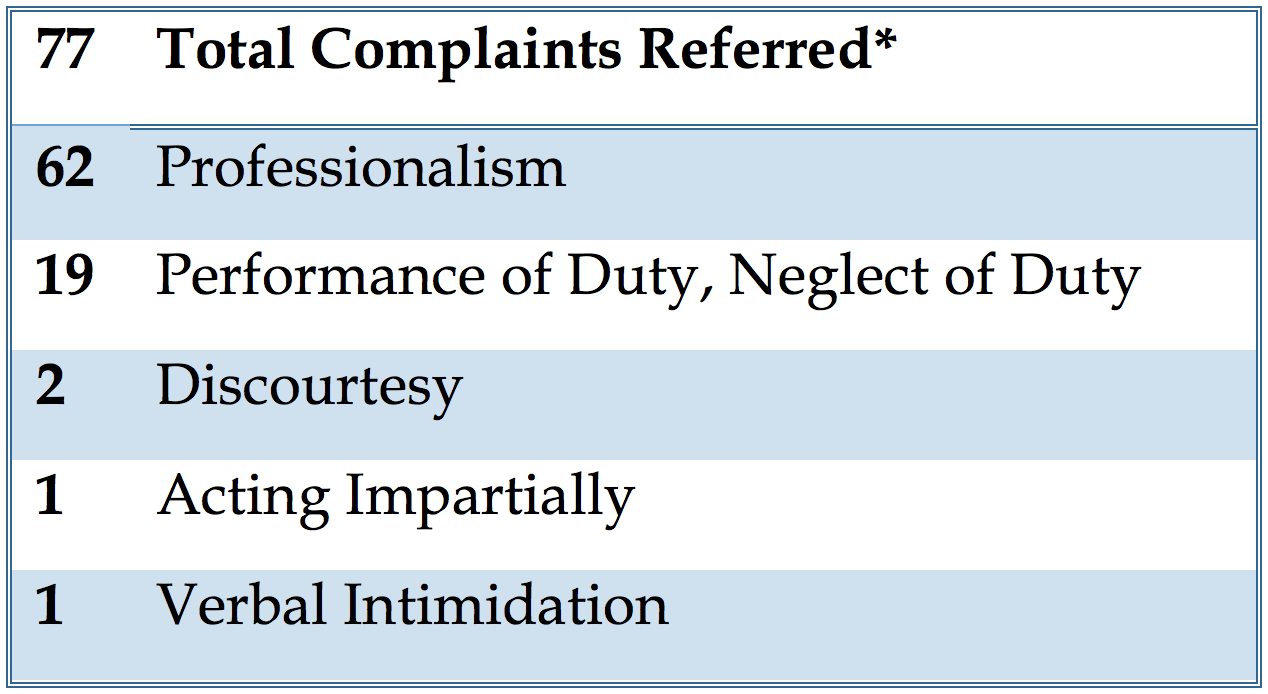 77 Total Complaints Referred*
62 Professionalism
19 Performance of Duty, Neglect of Duty
2 Discourtesy
1 Acting Impartially
1 Verbal Intimidation